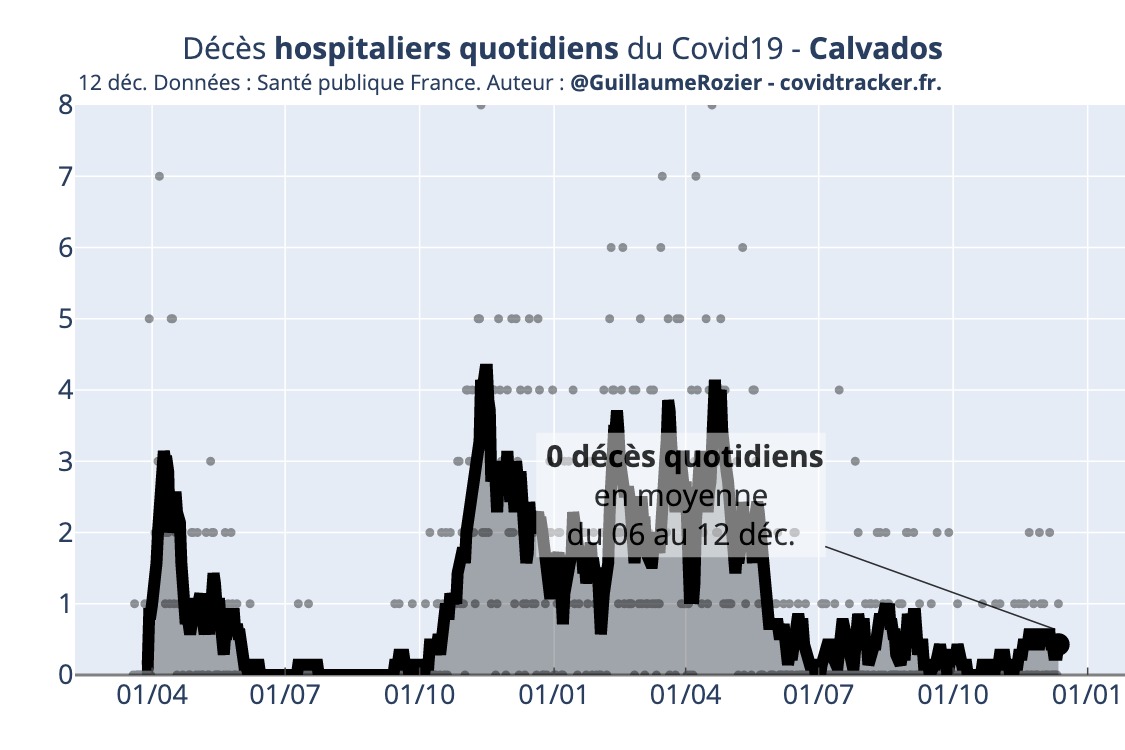 Décès hospitaliers quotidiens du Covid19 - Calvados
12 déc. Données : Santé publique France. Auteur : @GuillaumeRozier - covidtracker.fr.
8
7
6
5
4
3
2
1
0
0 décès quotidiens
en moyenne
du 06 au 12 déc.
01/04 01/07 01/10 01/01 01/04 01/07 01/10 01/01